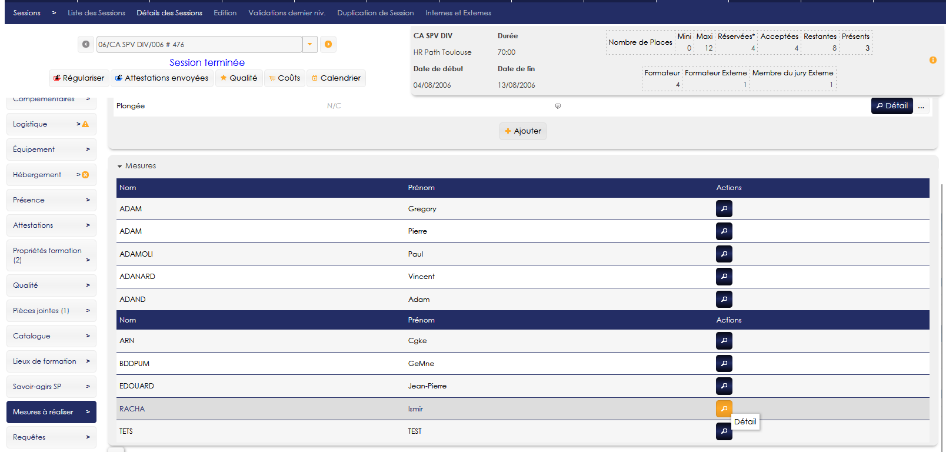 Sessions > Liste des Sessions Détails des Sessions Edition Validations dernier niv. Duplication de Session Internes et Externes
06/CA SPV DIV/006 # 476
Session terminée
Régulariser Attestations envoyées Qualité Coûts Calendrier
CA SPV DIV Durée
HR Path Toulouse 70:00
Date de début Date de fin
04/08/2006 13/08/2006
Nombre de Places Mini Maxi Réservées* Acceptées Restantes Présents
0 12 4 4 8 3
Formateur Formateur Externe Membre du jury Externe
4 1 1
Complémentaires >
Logistique >
Équipement >
Hébergement >
Présence >
Attestations >
Propriétés formation (2) >
Qualité >
Pièces jointes (1) >
Catalogue >
Lieux de formation >
Savoir-agirs SP >
Mesures à réaliser >
Requêtes >
Plongée N/C Détail ...
+ Ajouter
Mesures
Nom Prénom Actions
ADAM Gregory
ADAM Pierre
ADAMOLI Paul
ADANARD Vincent
ADAND Adam
Nom Prénom Actions
ARN Cgke
BDDPUM GeMne
EDOUARD Jean-Pierre
RACHA Ismir
Détail
TETS TEST